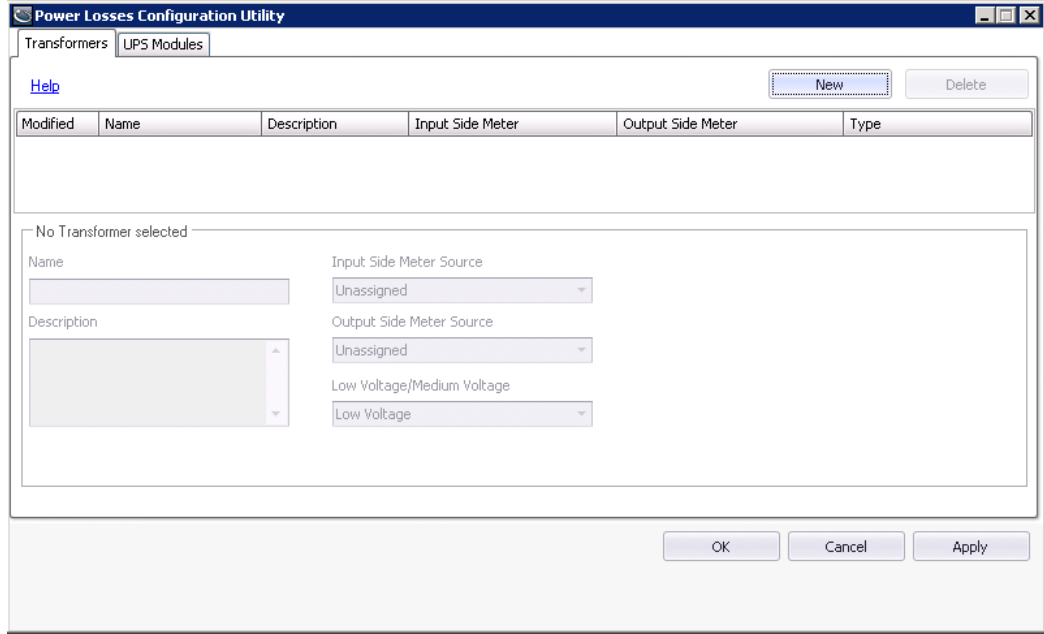 Power Losses Configuration Utility
Transformers UPS Modules
Help New Delete
Modified Name Description Input Side Meter Output Side Meter Type
No Transformer selected
Name Input Side Meter Source
Unassigned
Description Output Side Meter Source
Unassigned
Low Voltage/Medium Voltage
Low Voltage
OK Cancel Apply